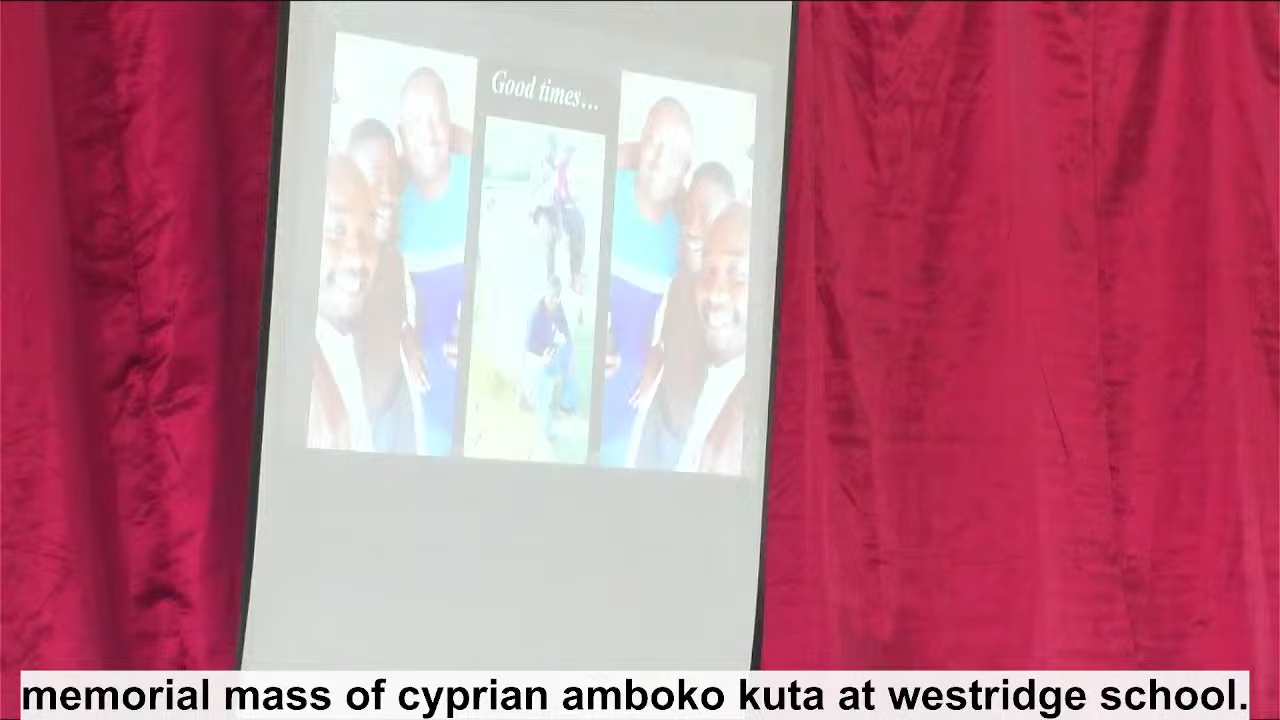 Good times...
memorial mass of cyprian amboko kuta at westridge school.